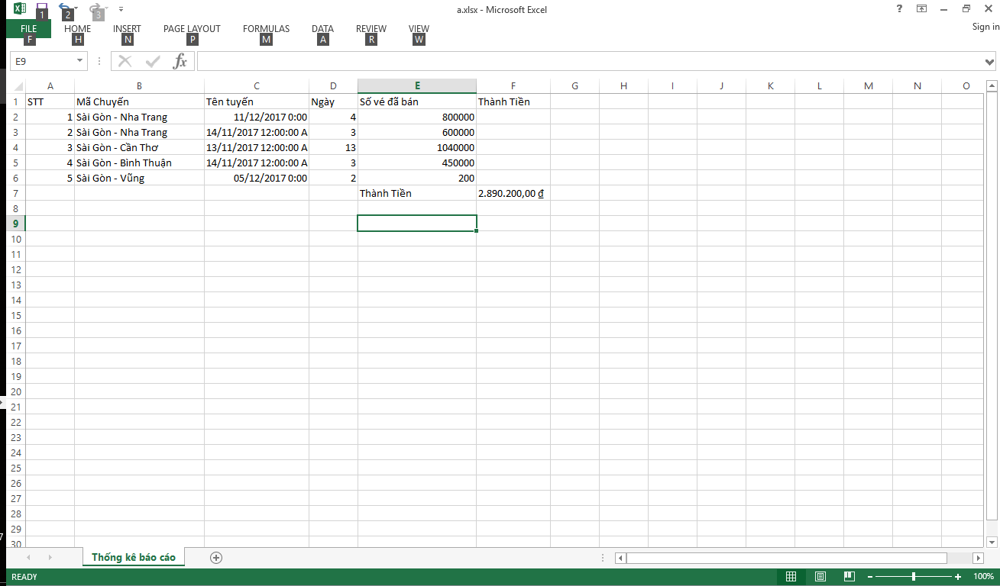 1 2 3 a.xlsx - Microsoft Excel ?
FILE HOME INSERT PAGE LAYOUT FORMULAS DATA REVIEW VIEW Sign in
F H N P M A R W
E9 fx
A B C D E F G H I J K L M N O
1 STT Mã Chuyến Tên tuyến Ngày Số vé đã bán Thành Tiền
2 1 Sài Gòn - Nha Trang 11/12/2017 0:00 4 800000
3 2 Sài Gòn - Nha Trang 14/11/2017 12:00:00 A 3 600000
4 3 Sài Gòn - Cần Thơ 13/11/2017 12:00:00 A 13 1040000
5 4 Sài Gòn - Bình Thuận 14/11/2017 12:00:00 A 3 450000
6 5 Sài Gòn - Vũng 05/12/2017 0:00 2 200
7 Thành Tiền 2.890.200,00 ₫
8
9
10
11
12
13
14
15
16
17
18
19
20
21
22
23
24
25
26
27
28
29
30
Thống kê báo cáo
READY 100%